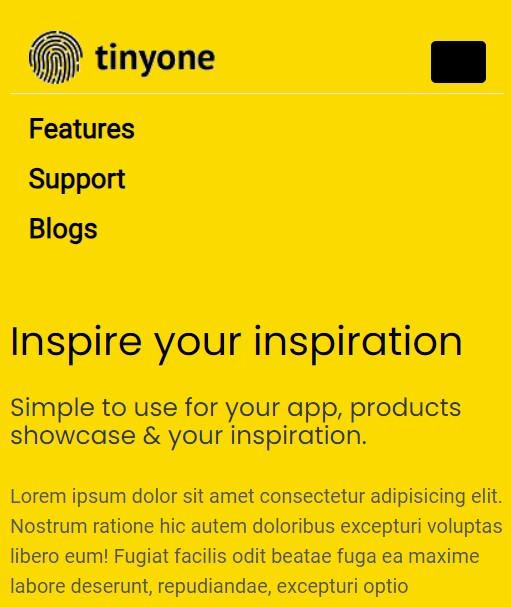 tinyone
Features
Support
Blogs
Inspire your inspiration
Simple to use for your app, products
showcase & your inspiration.
Lorem ipsum dolor sit amet consectetur adipisicing elit.
Nostrum ratione hic autem doloribus excepturi voluptas
libero eum! Fugiat facilis odit beatae fuga ea maxime
labore deserunt, repudiandae, excepturi optio